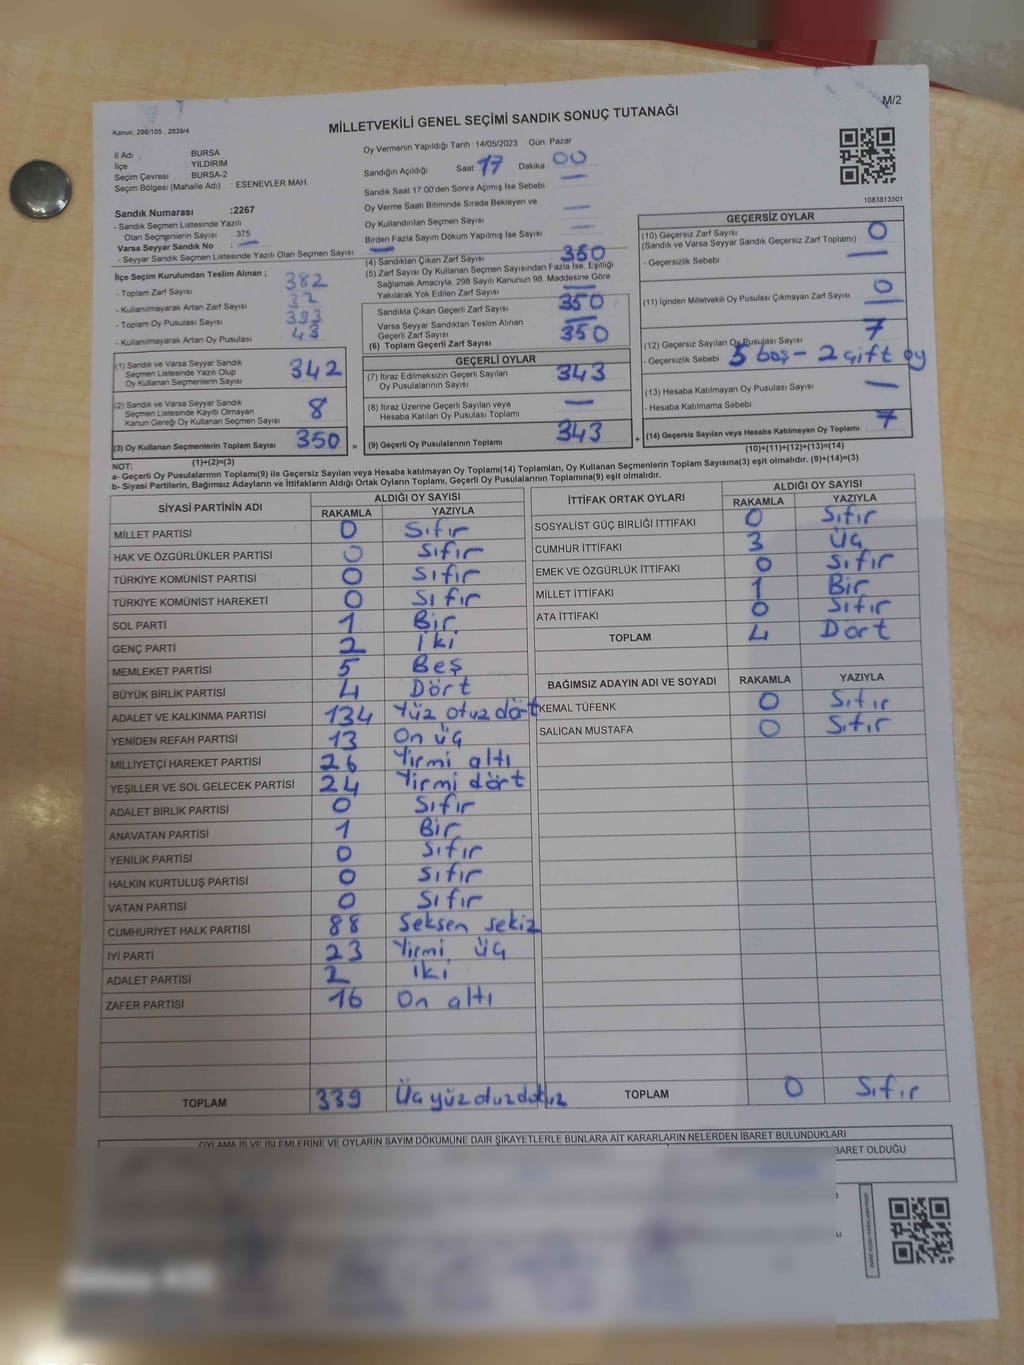 M/2
Kanun. 298/105 , 2839/4
MİLLETVEKİLİ GENEL SEÇİMİ SANDIK SONUÇ TUTANAĞI
İl Adı : BURSA
İlçe : YILDIRIM
Seçim Çevresi : BURSA-2
Seçim Bölgesi (Mahalle Adı) : ESENEVLER MAH.
Sandık Numarası :2267
- Sandık Seçmen Listesinde Yazılı
Olan Seçmenlerin Sayısı 375
Varsa Seyyar Sandık No : —
- Seyyar Sandık Seçmen Listesinde Yazılı Olan Seçmen Sayısı —
Oy Vermenin Yapıldığı Tarih : 14/05/2023 Gün: Pazar
Sandığın Açıldığı Saat 17 Dakika 00
Sandık Saat 17.00'den Sonra Açımış İse Sebebi : —
Oy Verme Saati Bitiminde Sırada Bekleyen ve
Oy Kullandırılan Seçmen Sayısı —
Birden Fazla Sayım Döküm Yapılmış İse Sayısı —
1083813501
İlçe Seçim Kurulundan Teslim Alınan ;
- Toplam Zarf Sayısı : 382
- Kullanılmayarak Artan Zarf Sayısı : 32
- Toplam Oy Pusulası Sayısı : 393
- Kullanılmayarak Artan Oy Pusulası : 43
(1) Sandık ve Varsa Seyyar Sandık
Seçmen Listesinde Yazılı Olup
Oy Kullanan Seçmenlerin Sayısı 342
(2) Sandık ve Varsa Seyyar Sandık
Seçmen Listesinde Kayıtlı Olmayan
Kanun Gereği Oy Kullanan Seçmen Sayısı 8
(3) Oy Kullanan Seçmenlerin Toplam Sayısı 350 =
(1)+(2)=(3)
(4) Sandıktan Çıkan Zarf Sayısı 350
(5) Zarf Sayısı Oy Kullanan Seçmen Sayısından Fazla İse, Eşitliği
Sağlamak Amacıyla, 298 Sayılı Kanunun 98. Maddesine Göre
Yakılarak Yok Edilen Zarf Sayısı —
Sandıkta Çıkan Geçerli Zarf Sayısı 350
Varsa Seyyar Sandıktan Teslim Alınan
Geçerli Zarf Sayısı —
(6) Toplam Geçerli Zarf Sayısı 350
GEÇERLİ OYLAR
(7) İtiraz Edilmeksizin Geçerli Sayılan
Oy Pusulalarının Sayısı 343
(8) İtiraz Üzerine Geçerli Sayılan ve
Hesaba Katılan Oy Pusulası Toplamı —
(9) Geçerli Oy Pusulalarının Toplamı 343 +
GEÇERSİZ OYLAR
(10) Geçersiz Zarf Sayısı 0
(Sandık ve Varsa Seyyar Sandık Geçersiz Zarf Toplamı)
- Geçersizlik Sebebi —
(11) İçinden Milletvekili Oy Pusulası Çıkmayan Zarf Sayısı 0
(12) Geçersiz Sayılan Oy Pusulası Sayısı 7
- Geçersizlik Sebebi 5 boş - 2 çift oy
(13) Hesaba Katılmayan Oy Pusulası Sayısı —
- Hesaba Katılmama Sebebi
(14) Geçersiz Sayılan veya Hesaba Katılmayan Oy Toplamı 7
(10)+(11)+(12)+(13)=(14)
NOT:
a- Geçerli Oy Pusulalarının Toplamı(9) ile Geçersiz Sayılan veya Hesaba katılmayan Oy Toplamı(14) Toplamları, Oy Kullanan Seçmenlerin Toplam Sayısına(3) eşit olmalıdır. (9)+(14)=(3)
b- Siyasi Partilerin, Bağımsız Adayların ve İttifakların Aldığı Ortak Oyların Toplamı, Geçerli Oy Pusulalarının Toplamına(9) eşit olmalıdır.
SİYASİ PARTİNİN ADI ALDIĞI OY SAYISI
RAKAMLA YAZIYLA
MİLLET PARTİSİ 0 Sıfır
HAK VE ÖZGÜRLÜKLER PARTİSİ 0 Sıfır
TÜRKİYE KOMÜNİST PARTİSİ 0 Sıfır
TÜRKİYE KOMÜNİST HAREKETİ 0 Sıfır
SOL PARTİ 1 Bir
GENÇ PARTİ 2 İki
MEMLEKET PARTİSİ 5 Beş
BÜYÜK BİRLİK PARTİSİ 4 Dört
ADALET VE KALKINMA PARTİSİ 134 Yüz otuz dört
YENİDEN REFAH PARTİSİ 13 On üç
MİLLİYETÇİ HAREKET PARTİSİ 26 Yirmi altı
YEŞİLLER VE SOL GELECEK PARTİSİ 24 Yirmi dört
ADALET BİRLİK PARTİSİ 0 Sıfır
ANAVATAN PARTİSİ 1 Bir
YENİLİK PARTİSİ 0 Sıfır
HALKIN KURTULUŞ PARTİSİ 0 Sıfır
VATAN PARTİSİ 0 Sıfır
CUMHURİYET HALK PARTİSİ 88 Seksen sekiz
İYİ PARTİ 23 Yirmi üç
ADALET PARTİSİ 2 İki
ZAFER PARTİSİ 16 On altı
TOPLAM 339 Üç yüz otuz dokuz
İTTİFAK ORTAK OYLARI ALDIĞI OY SAYISI
RAKAMLA YAZIYLA
SOSYALİST GÜÇ BİRLİĞİ İTTİFAKI 0 Sıfır
CUMHUR İTTİFAKI 3 Üç
EMEK VE ÖZGÜRLÜK İTTİFAKI 0 Sıfır
MİLLET İTTİFAKI 1 Bir
ATA İTTİFAKI 0 Sıfır
TOPLAM 4 Dört
BAĞIMSIZ ADAYIN ADI VE SOYADI RAKAMLA YAZIYLA
KEMAL TÜFENK 0 Sıfır
SALİCAN MUSTAFA 0 Sıfır
TOPLAM 0 Sıfır
OYLAMA İŞ VE İŞLEMLERİNE VE OYLARIN SAYIM DÖKÜMÜNE DAİR ŞİKAYETLERLE BUNLARA AİT KARARLARIN NELERDEN İBARET BULUNDUKLARI
BARET OLDUĞU